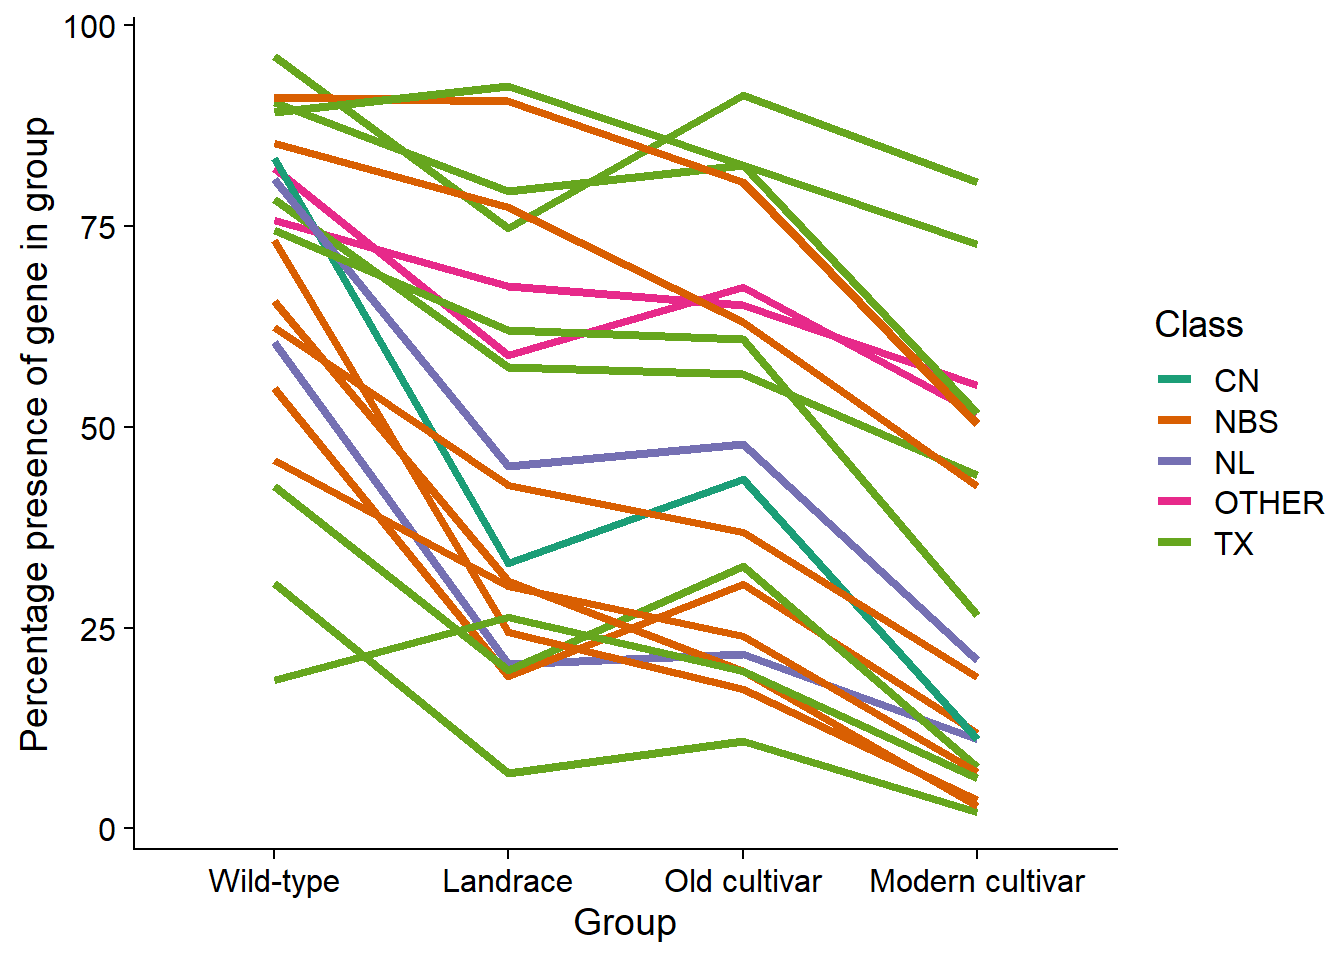 Percentage presence of gene in group
100
75
50
25
0
Wild-type
Landrace
Old cultivar
Modern cultivar
Group
Class
CN
NBS
NL
OTHER
TX